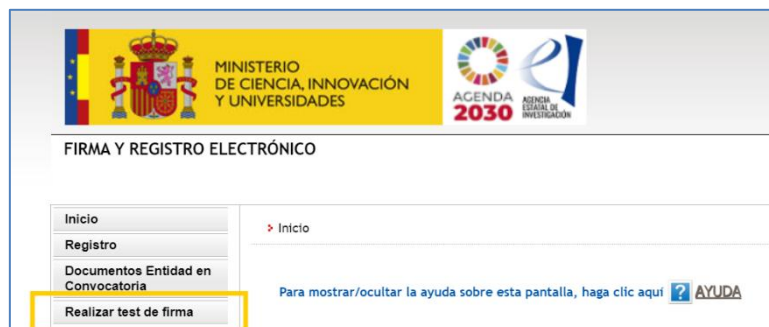 MINISTERIO
DE CIENCIA, INNOVACIÓN
Y UNIVERSIDADES
AGENDA
2030
AGENCIA
ESTATAL DE
INVESTIGACIÓN
FIRMA Y REGISTRO ELECTRÓNICO
Inicio
Registro
Documentos Entidad en
Convocatoria
Realizar test de firma
Inicio
Para mostrar/ocultar la ayuda sobre esta pantalla, haga clic aquí ? AYUDA